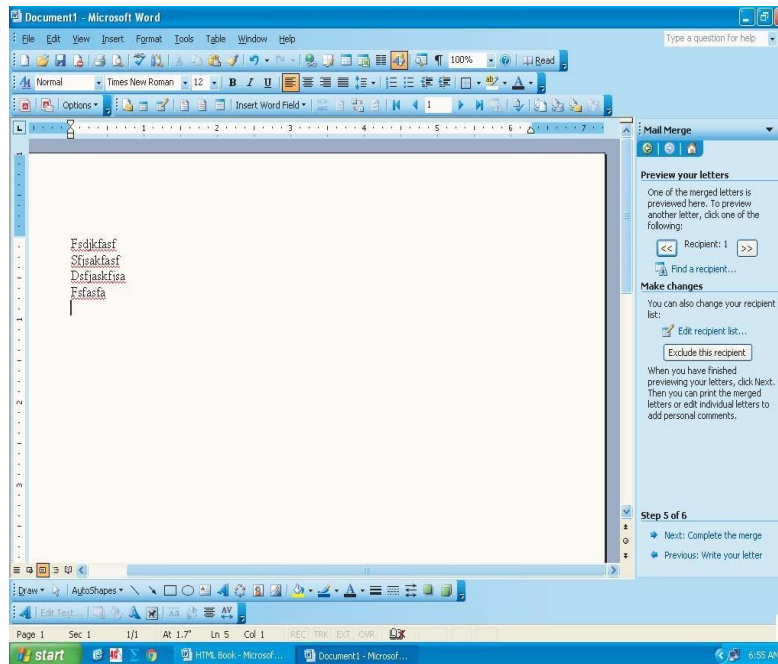 Document1 - Microsoft Word
File Edit View Insert Format Tools Table Window Help
Type a question for help
100% Read
Normal Times New Roman 12 B I U A
Options Insert Word Field 1
1 2 3 4 5 6 7
Mail Merge
Preview your letters
One of the merged letters is
previewed here. To preview
another letter, click one of the
following:
<< Recipient: 1 >>
Find a recipient...
Make changes
You can also change your recipient
list:
Edit recipient list...
Exclude this recipient
When you have finished
previewing your letters, click Next.
Then you can print the merged
letters or edit individual letters to
add personal comments.
Step 5 of 6
Next: Complete the merge
Previous: Write your letter
Fsdjkfasf
Sfjsakfasf
Dsfjaskfjsa
Fsfasfa
Draw AutoShapes
Edit Text...
Page 1 Sec 1 1/1 At 1.7" Ln 5 Col 1 REC TRK EXT OVR
start HTML Book - Microsof... Document1 - Microsof... 6:55 AM